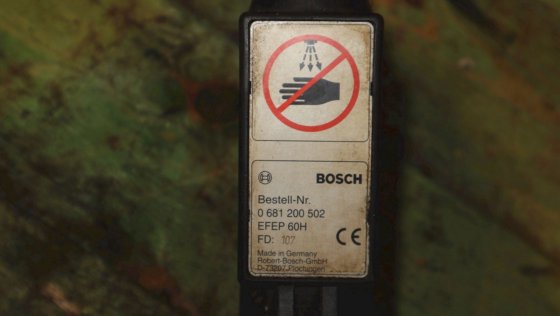 BOSCH
Bestell-Nr.
0 681 200 502
EFEP 60H
FD: 107 CE
Made in Germany
Robert-Bosch-GmbH
D-73207 Plochingen